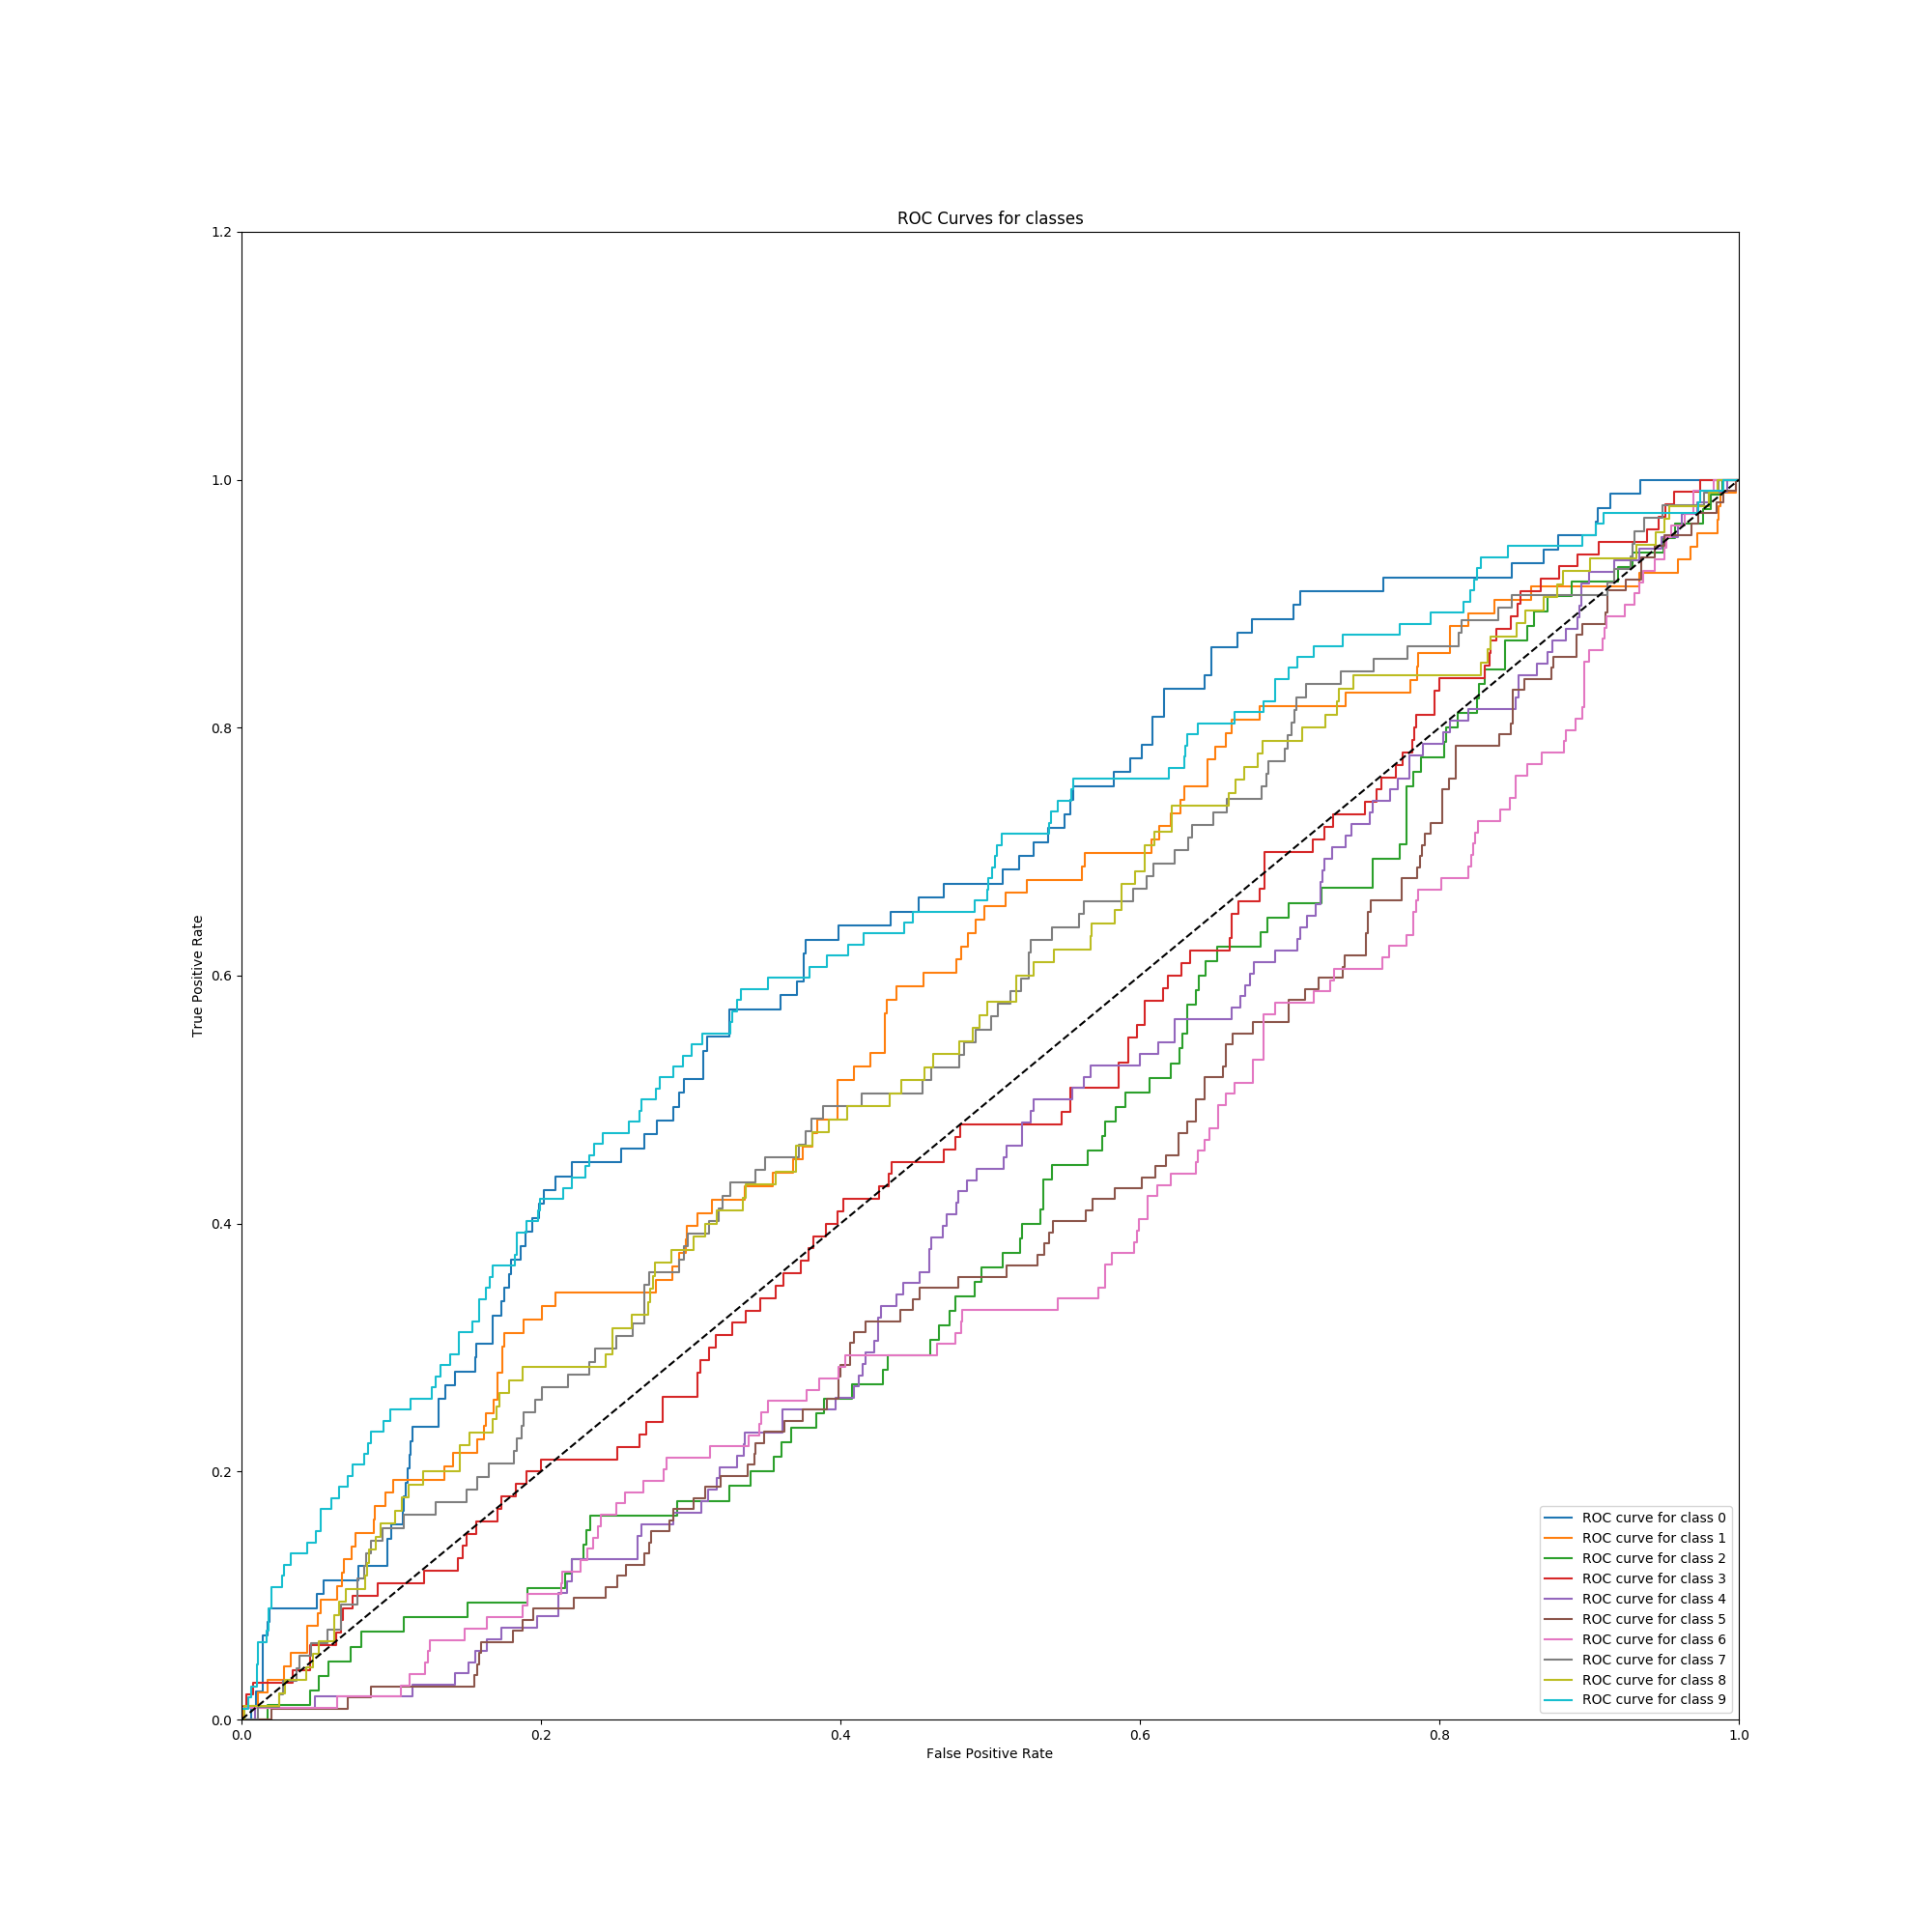 ROC Curves for classes
1.2
1.0
0.8
0.6
0.4
0.2
0.0
True Positive Rate
0.0 0.2 0.4 0.6 0.8 1.0
False Positive Rate
ROC curve for class 0
ROC curve for class 1
ROC curve for class 2
ROC curve for class 3
ROC curve for class 4
ROC curve for class 5
ROC curve for class 6
ROC curve for class 7
ROC curve for class 8
ROC curve for class 9